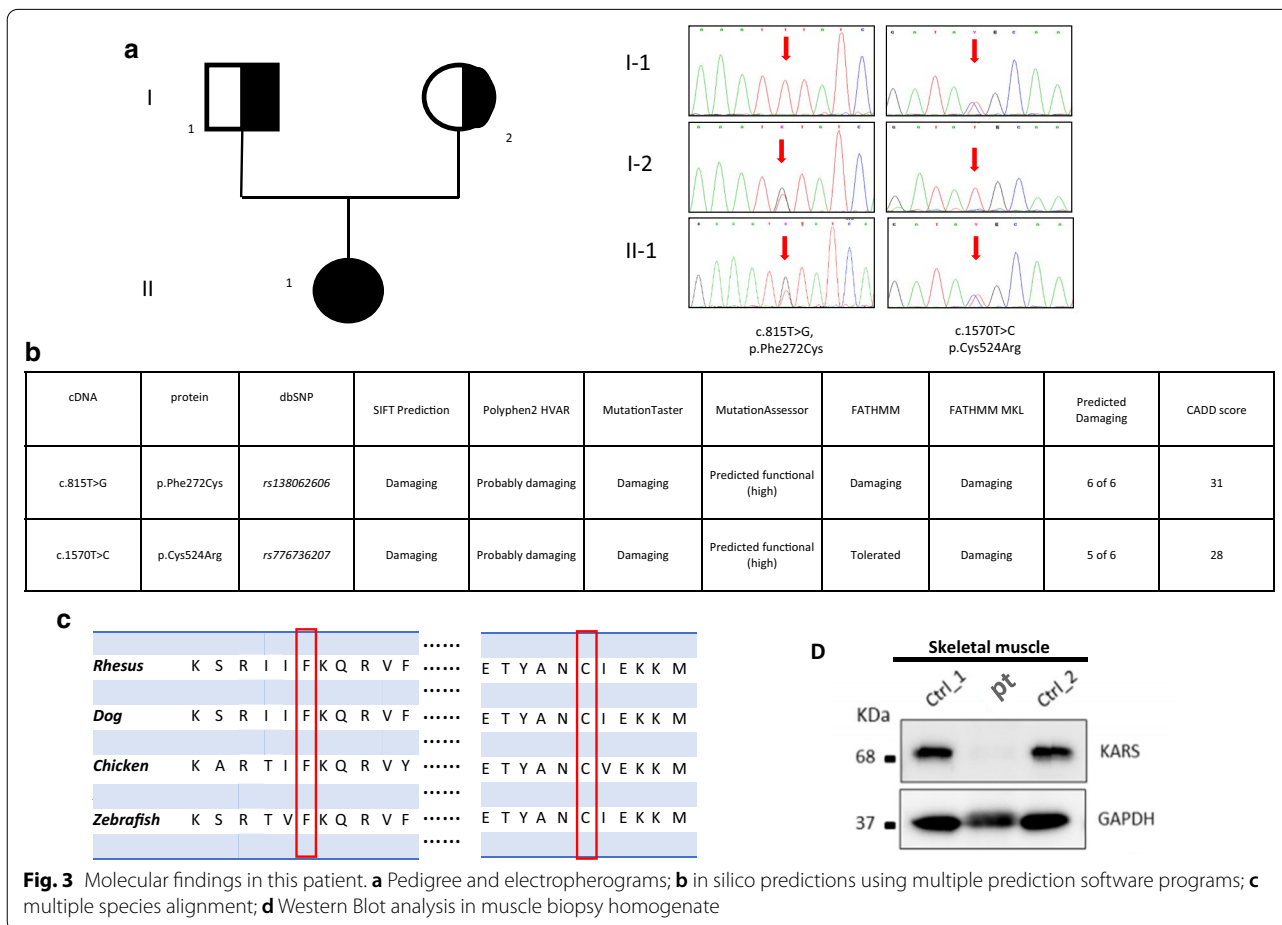 a
I
1
2
II
1
I-1
I-2
II-1
c.815T>G,
p.Phe272Cys
c.1570T>C
p.Cys524Arg
b
cDNA protein dbSNP SIFT Prediction Polyphen2 HVAR MutationTaster MutationAssessor FATHMM FATHMM MKL Predicted Damaging CADD score
c.815T>G p.Phe272Cys rs138062606 Damaging Probably damaging Damaging Predicted functional (high) Damaging Damaging 6 of 6 31
c.1570T>C p.Cys524Arg rs776736207 Damaging Probably damaging Damaging Predicted functional (high) Tolerated Damaging 5 of 6 28
c
......
Rhesus K S R I I F K Q R V F ...... E T Y A N C I E K K M
......
Dog K S R I I F K Q R V F ...... E T Y A N C I E K K M
......
Chicken K A R T I F K Q R V Y ...... E T Y A N C V E K K M
......
Zebrafish K S R T V F K Q R V F ...... E T Y A N C I E K K M
......
D
Skeletal muscle
Ctrl_1 pt Ctrl_2
KDa
68 KARS
37 GAPDH
Fig. 3 Molecular findings in this patient. a Pedigree and electropherograms; b in silico predictions using multiple prediction software programs; c
multiple species alignment; d Western Blot analysis in muscle biopsy homogenate